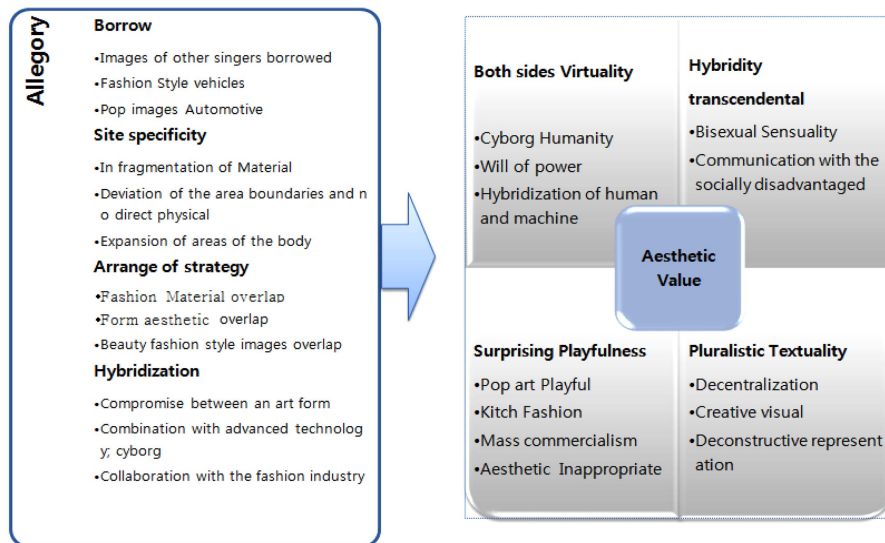 Allegory
Borrow
•Images of other singers borrowed
•Fashion Style vehicles
•Pop images Automotive
Site specificity
•In fragmentation of Material
•Deviation of the area boundaries and n
o direct physical
•Expansion of areas of the body
Arrange of strategy
•Fashion Material overlap
•Form aesthetic overlap
•Beauty fashion style images overlap
Hybridization
•Compromise between an art form
•Combination with advanced technolog
y; cyborg
•Collaboration with the fashion industry
Both sides Virtuality
•Cyborg Humanity
•Will of power
•Hybridization of human
and machine
Hybridity
transcendental
•Bisexual Sensuality
•Communication with the
socially disadvantaged
Aesthetic
Value
Surprising Playfulness
•Pop art Playful
•Kitch Fashion
•Mass commercialism
•Aesthetic Inappropriate
Pluralistic Textuality
•Decentralization
•Creative visual
•Deconstructive represent
ation